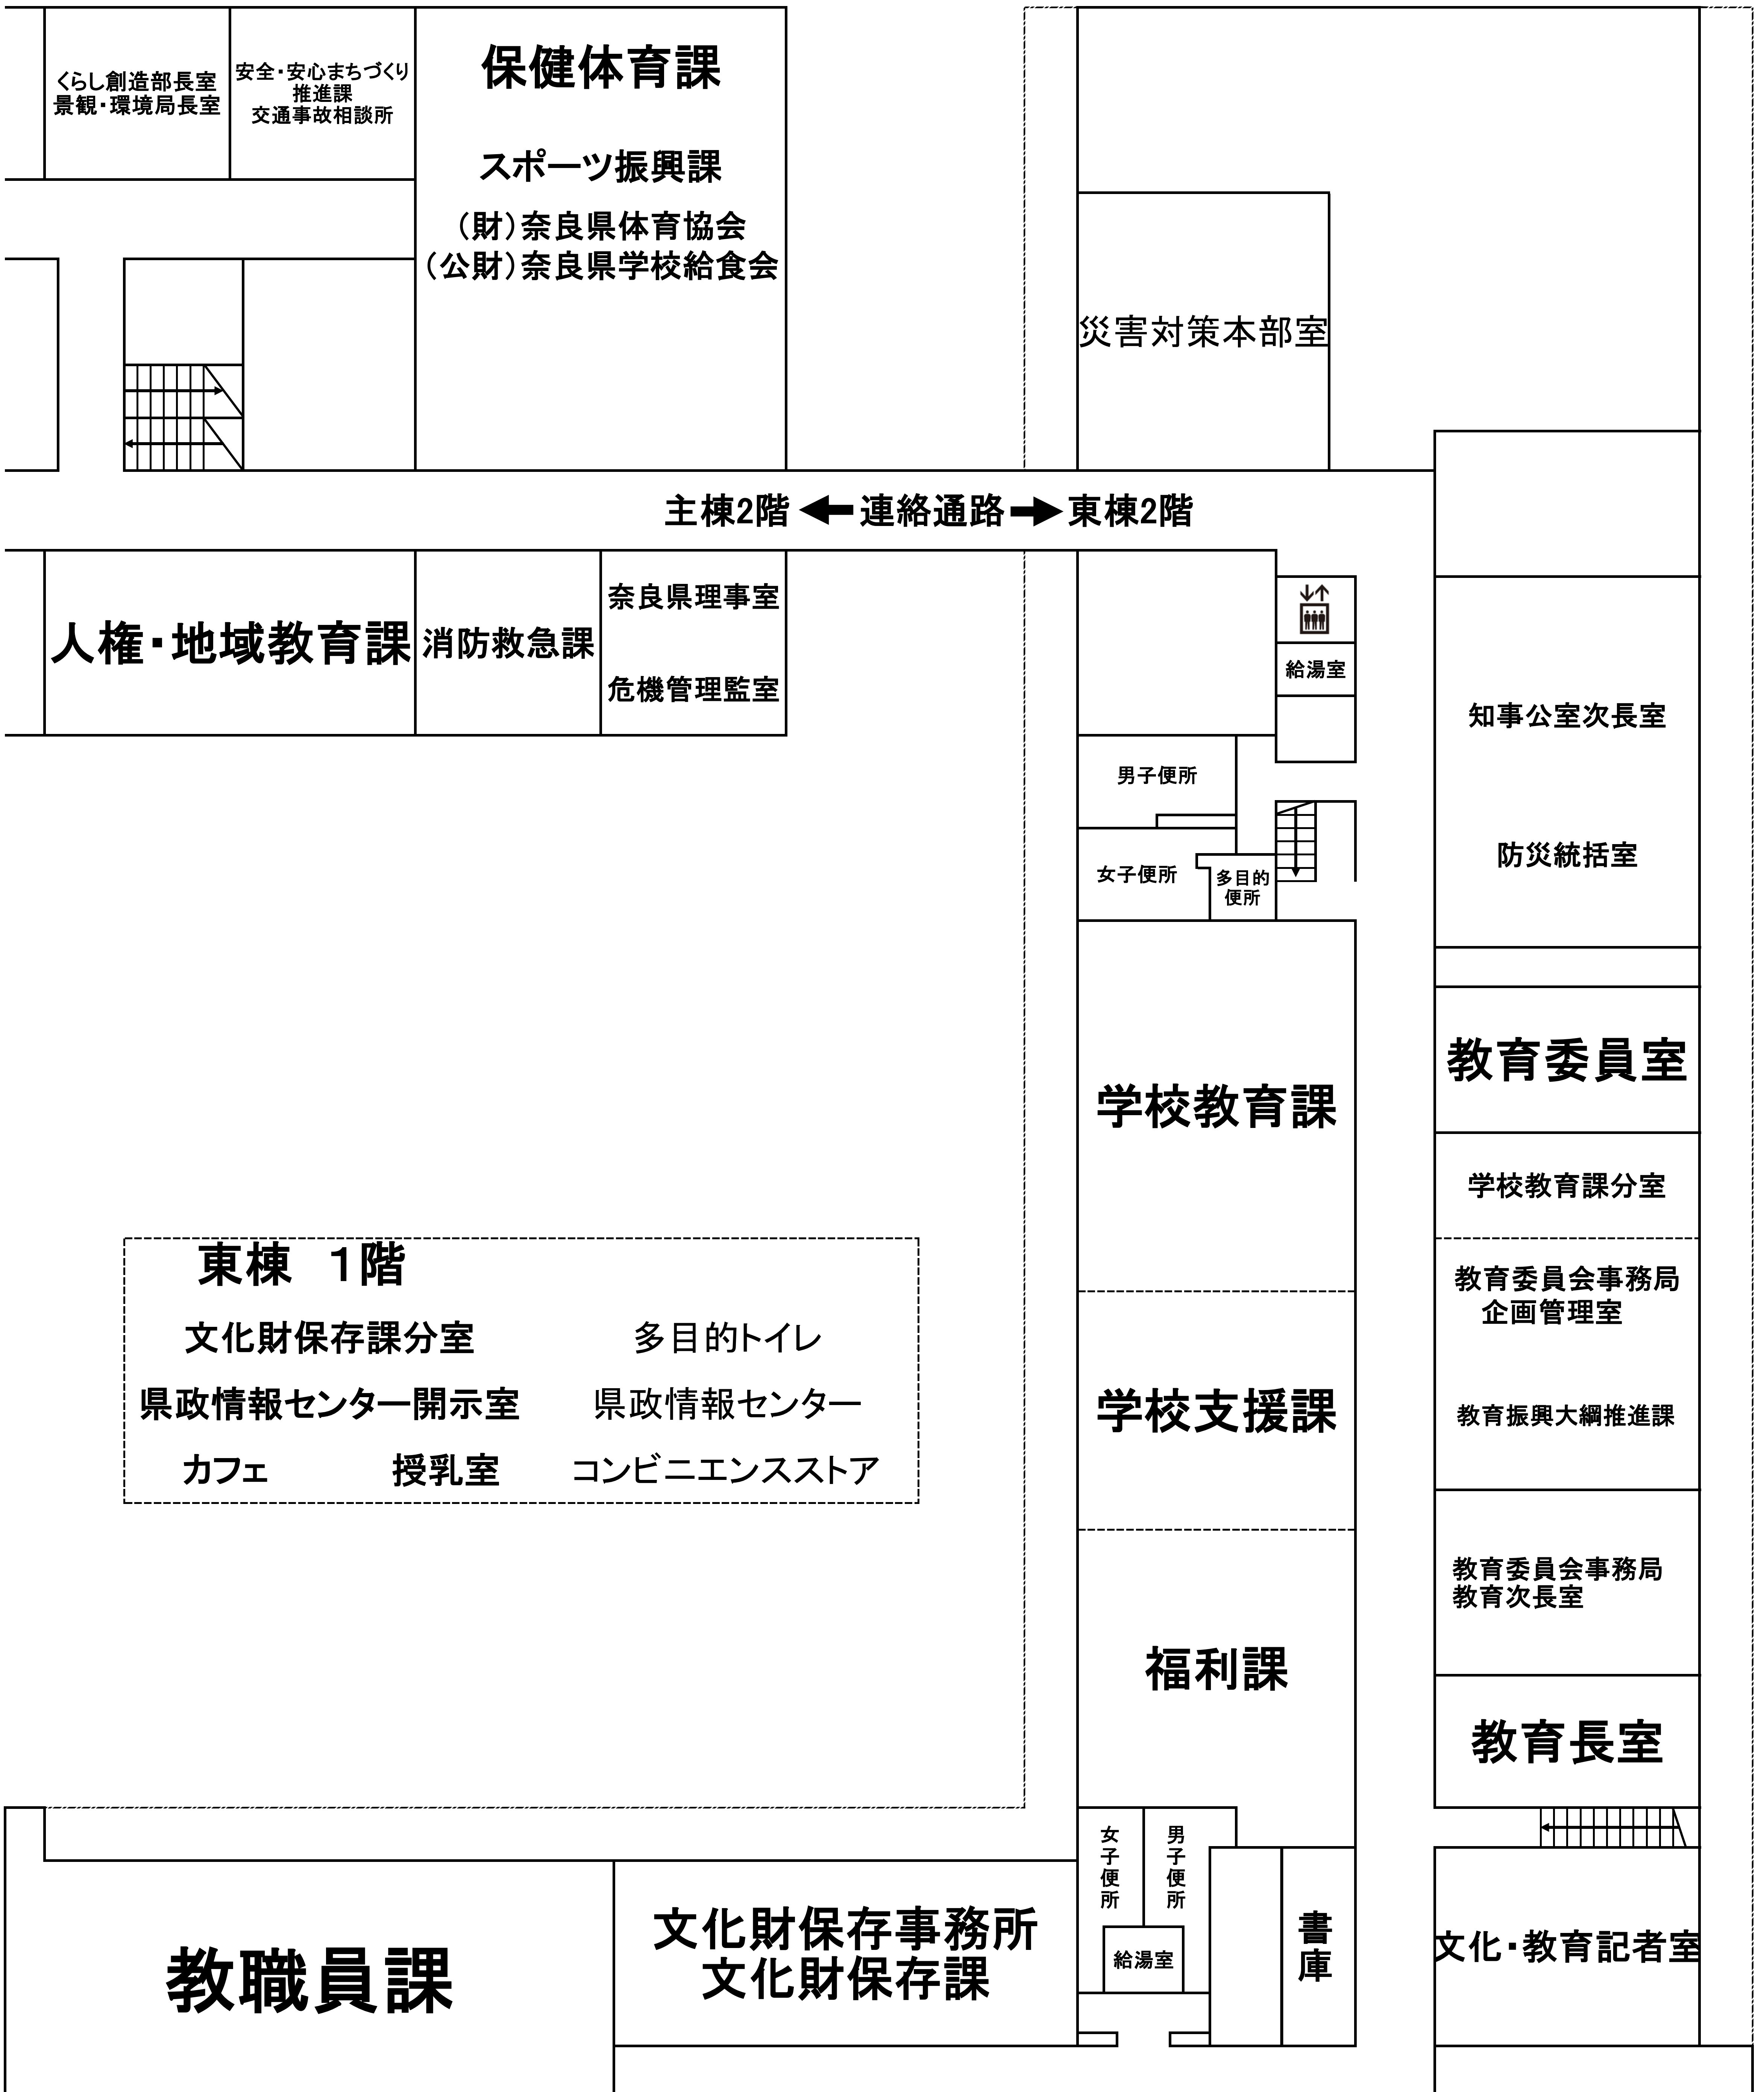 くらし創造部長室
景観・環境局長室
安全・安心まちづくり
推進課
交通事故相談所
保健体育課
スポーツ振興課
（財）奈良県体育協会
（公財）奈良県学校給食会
災害対策本部室
主棟2階 連絡通路 東棟2階
人権・地域教育課
消防救急課
奈良県理事室
危機管理監室
給湯室
男子便所
女子便所
多目的
便所
知事公室次長室
防災統括室
学校教育課
教育委員室
学校教育課分室
教育委員会事務局
企画管理室
教育振興大綱推進課
東棟　1階
文化財保存課分室 多目的トイレ
県政情報センター開示室 県政情報センター
カフェ 授乳室 コンビニエンスストア
学校支援課
福利課
教育委員会事務局
教育次長室
教育長室
女子便所
男子便所
給湯室
書庫
文化・教育記者室
文化財保存事務所
文化財保存課
教職員課